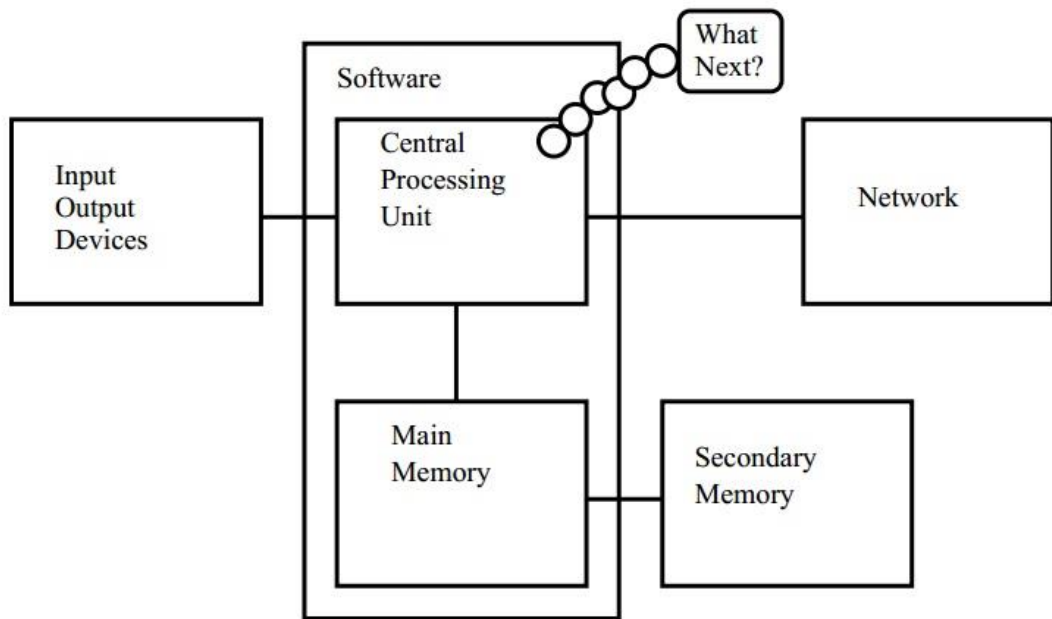 What
Next?
Software
Input
Output
Devices
Central
Processing
Unit
Network
Main
Memory
Secondary
Memory